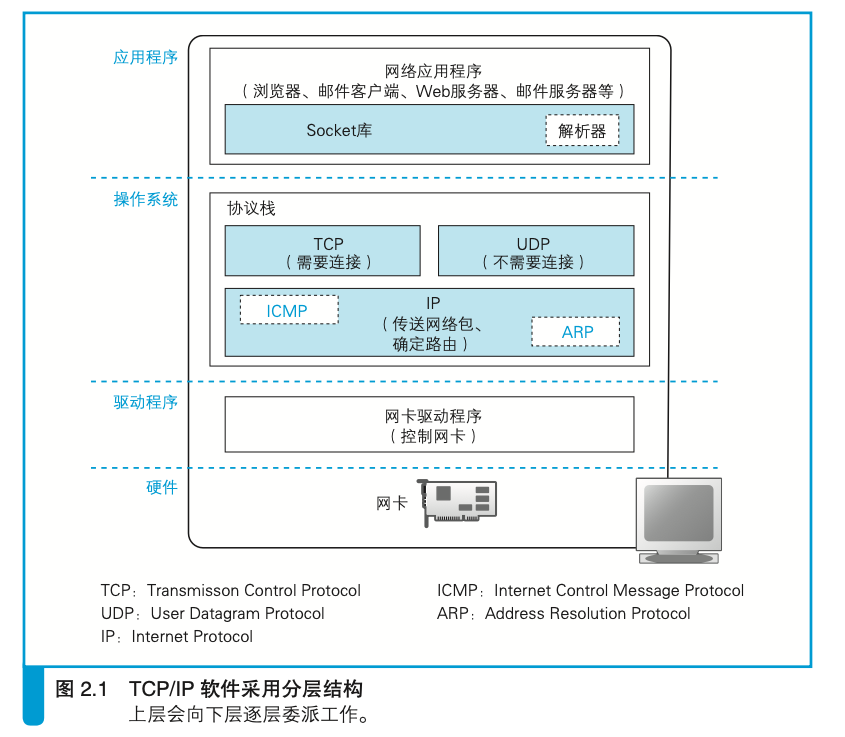 应用程序
网络应用程序
（浏览器、邮件客户端、Web服务器、邮件服务器等）
Socket库
解析器
操作系统
协议栈
TCP
（需要连接）
UDP
（不需要连接）
ICMP
IP
（传送网络包、
确定路由）
ARP
驱动程序
网卡驱动程序
（控制网卡）
硬件
网卡
TCP：Transmisson Control Protocol
UDP：User Datagram Protocol
IP：Internet Protocol
ICMP：Internet Control Message Protocol
ARP：Address Resolution Protocol
图 2.1 TCP/IP 软件采用分层结构
上层会向下层逐层委派工作。